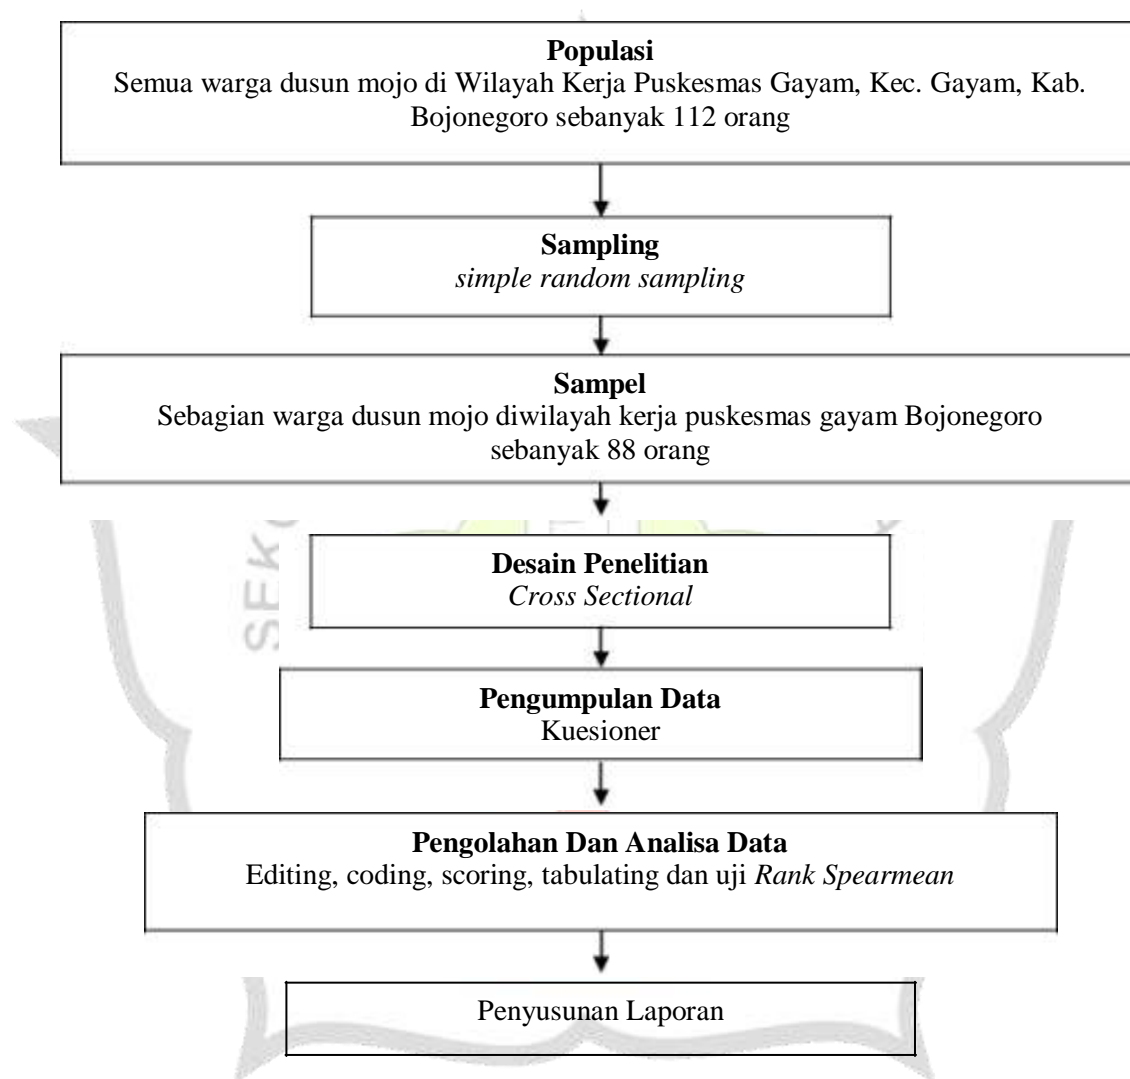 Populasi
Semua warga dusun mojo di Wilayah Kerja Puskesmas Gayam, Kec. Gayam, Kab.
Bojonegoro sebanyak 112 orang
Sampling
simple random sampling
Sampel
Sebagian warga dusun mojo diwilayah kerja puskesmas gayam Bojonegoro
sebanyak 88 orang
Desain Penelitian
Cross Sectional
Pengumpulan Data
Kuesioner
Pengolahan Dan Analisa Data
Editing, coding, scoring, tabulating dan uji Rank Spearmean
Penyusunan Laporan